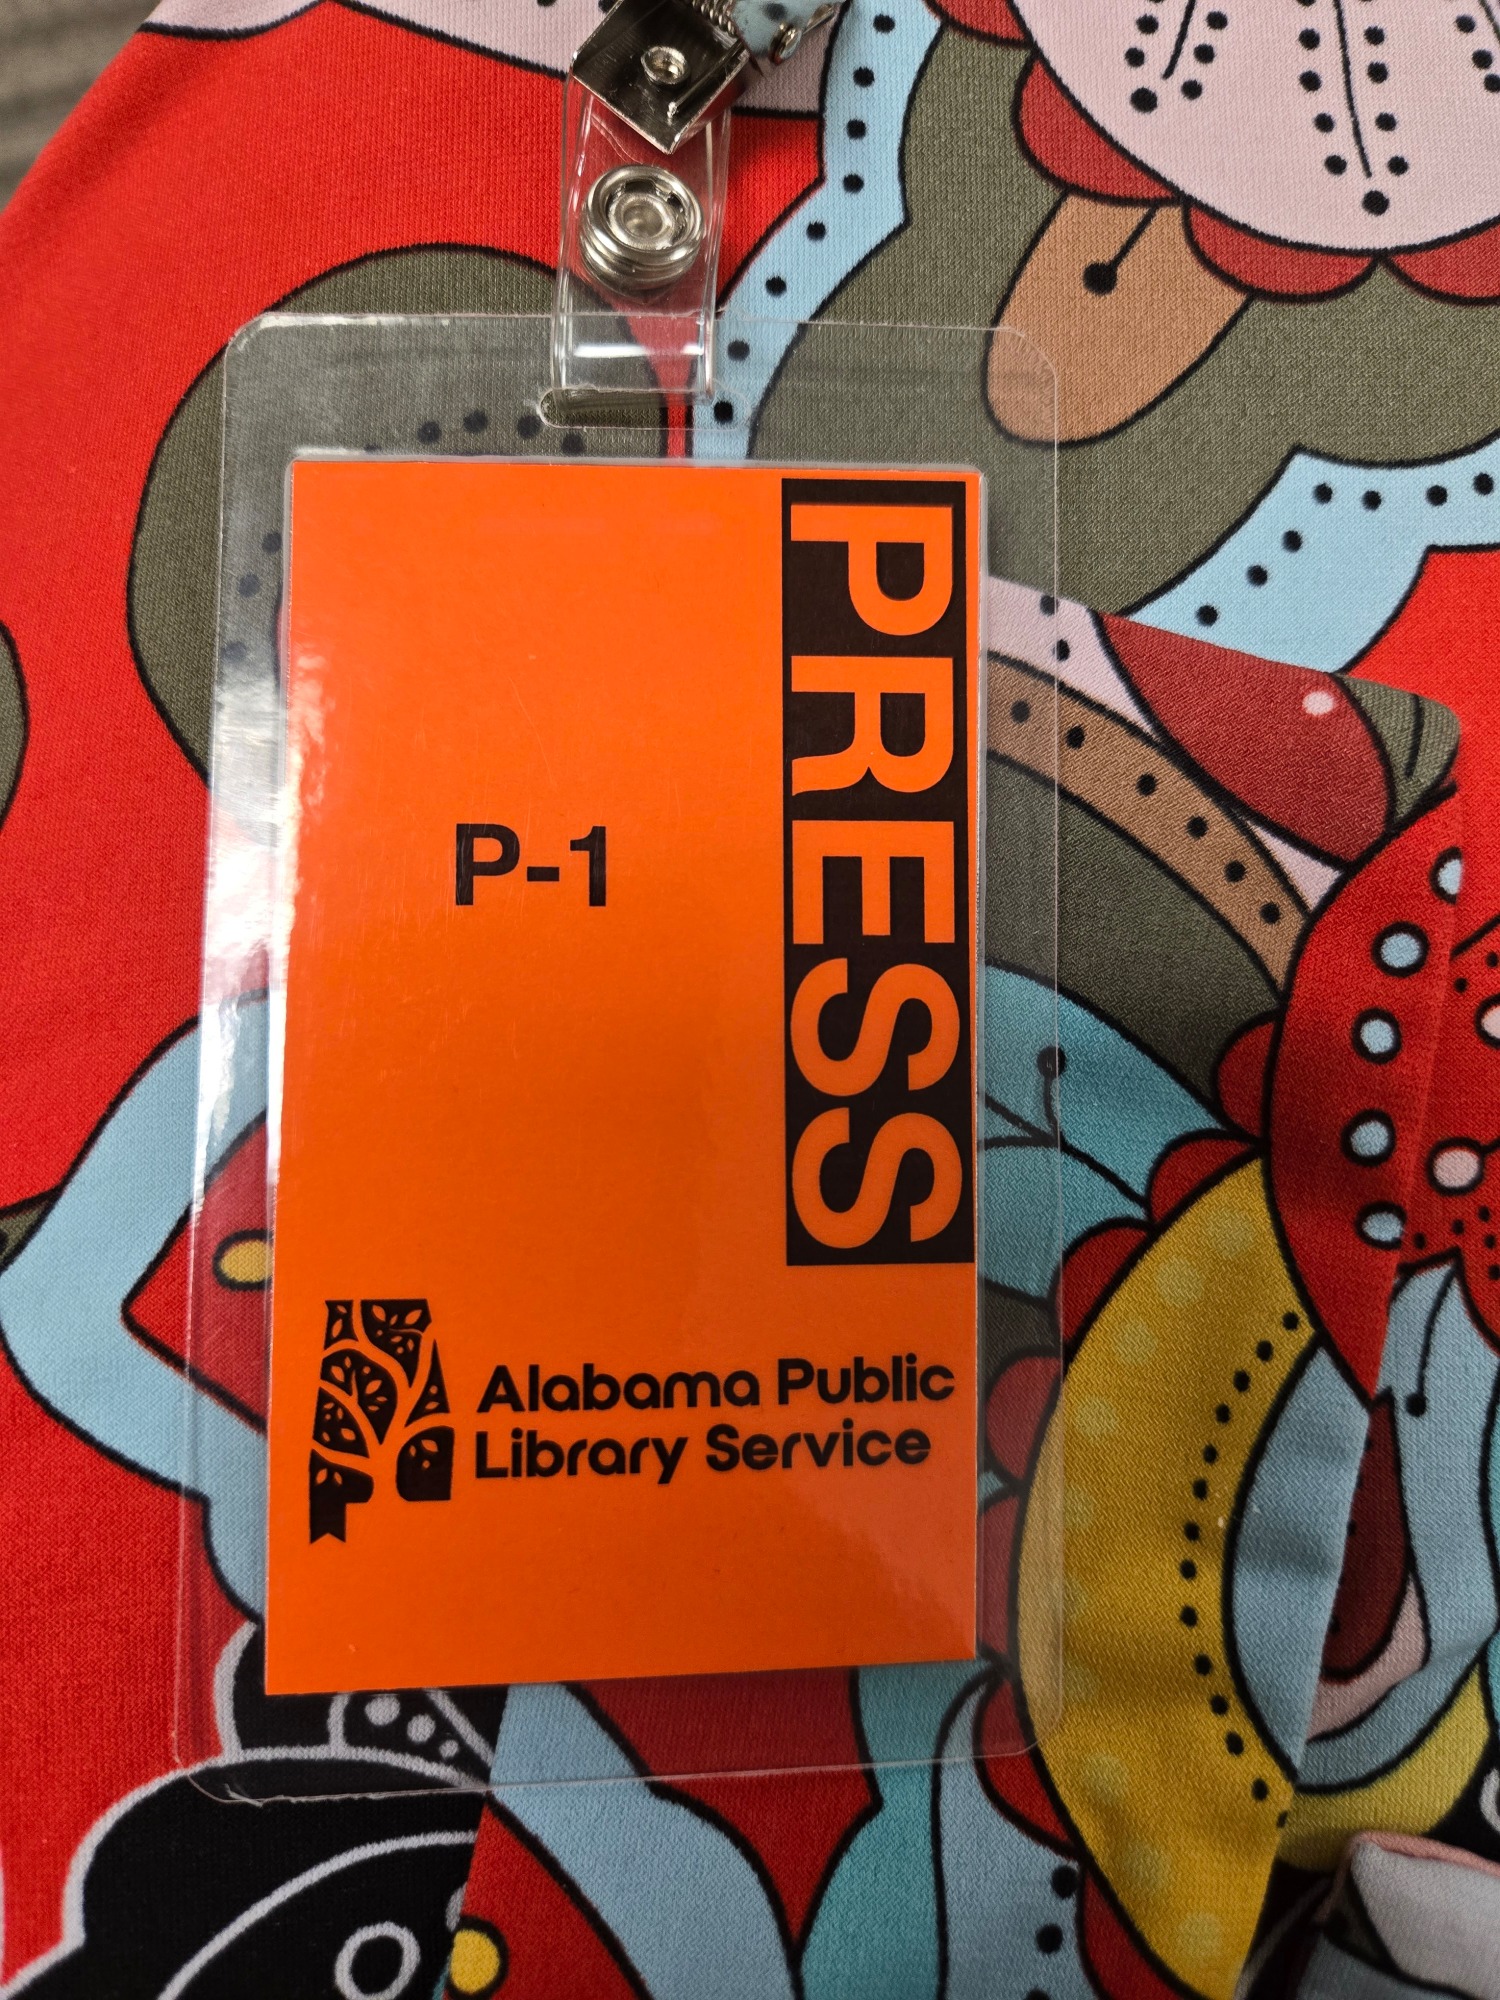 PRESS
P-1
Alabama Public
Library Service